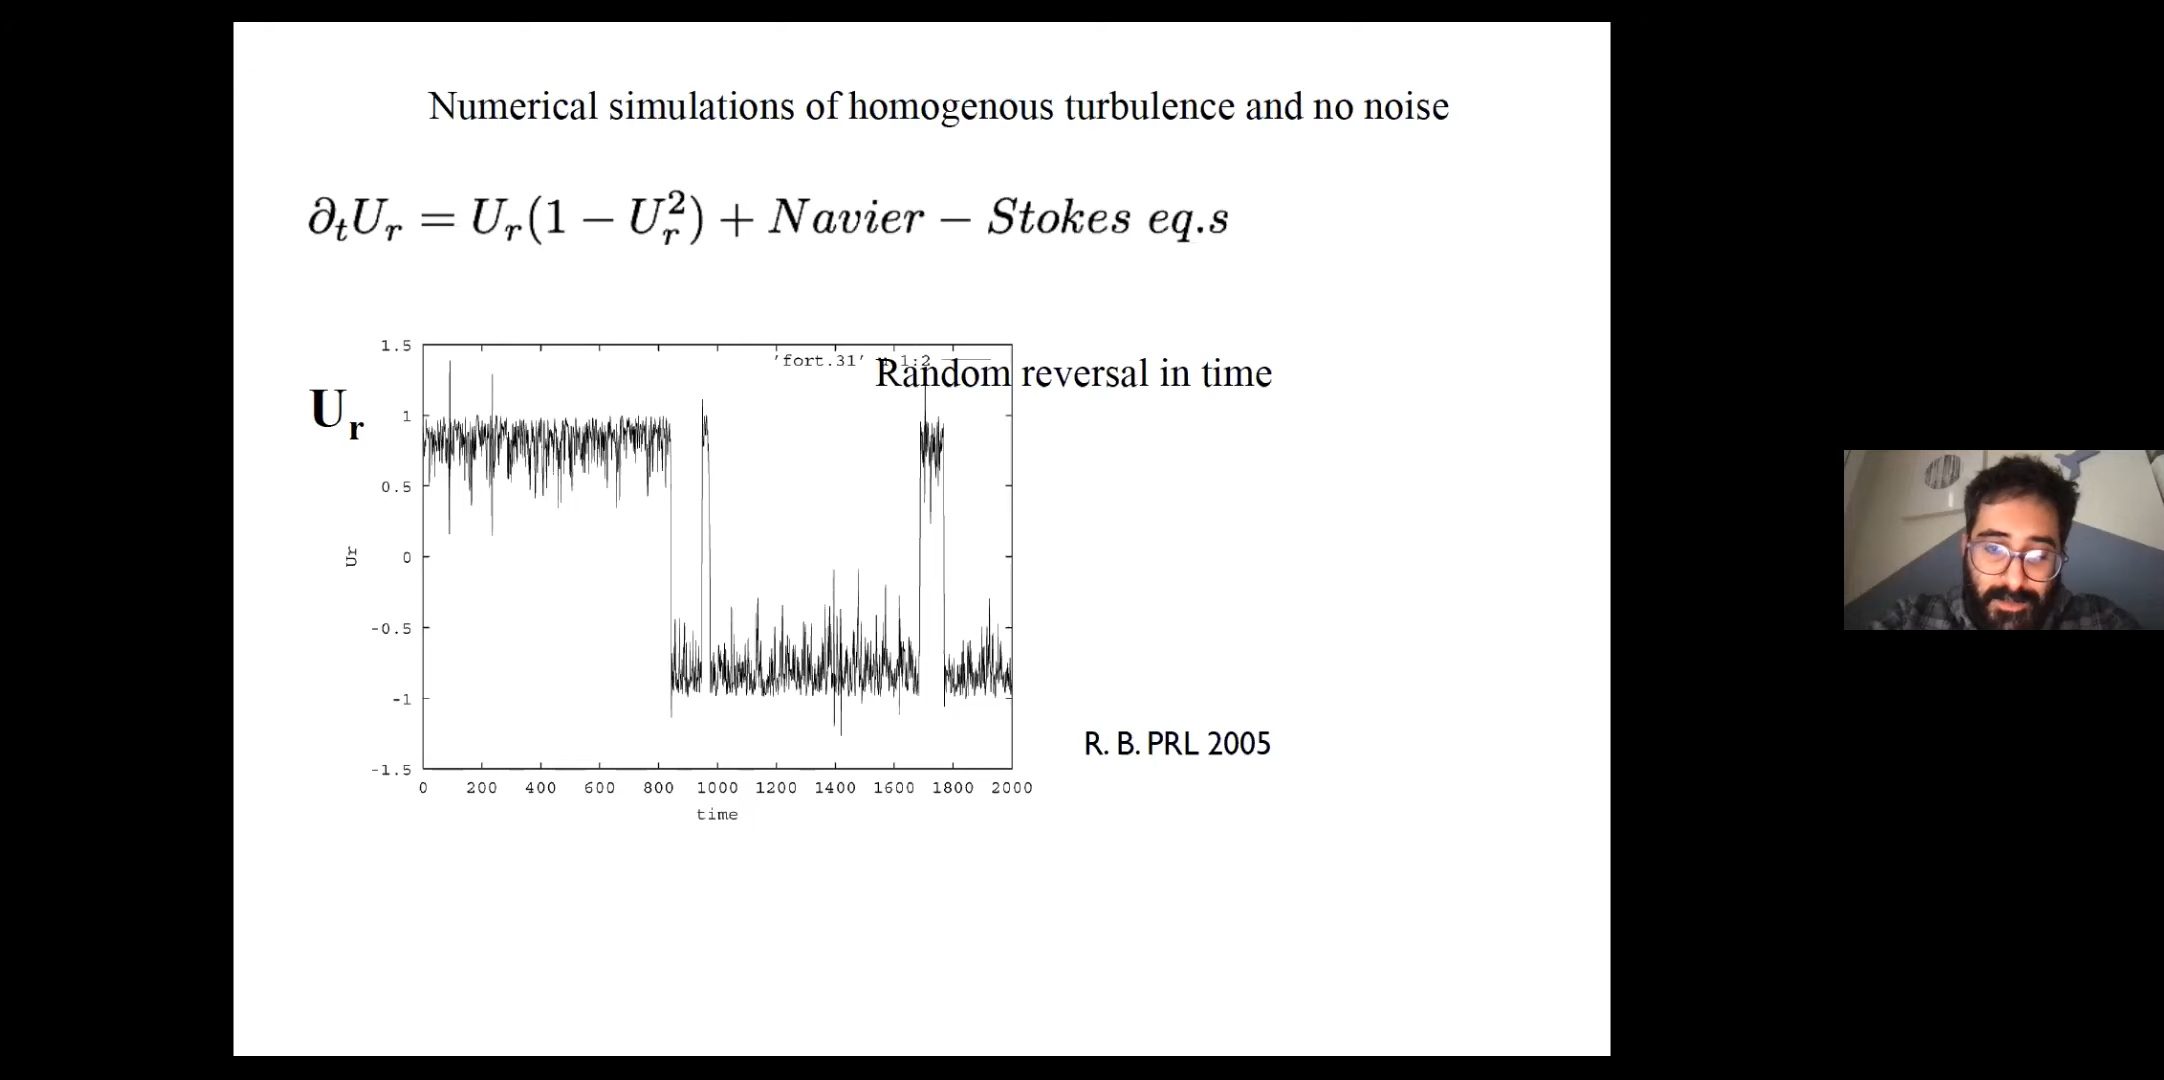 Numerical simulations of homogenous turbulence and no noise
∂ₜUᵣ = Uᵣ(1 − Uᵣ²) + Navier − Stokes eq.s
1.5
'fort.31' u 1:2
Random reversal in time
Uᵣ
1
0.5
Ur
0
-0.5
-1
R. B. PRL 2005
-1.5
0 200 400 600 800 1000 1200 1400 1600 1800 2000
time